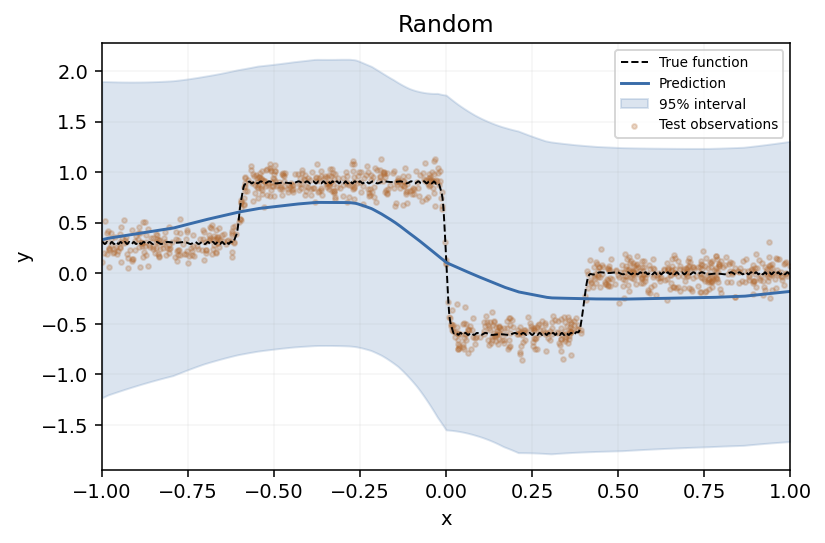 Random
True function
Prediction
95% interval
Test observations
2.0
1.5
1.0
0.5
0.0
−0.5
−1.0
−1.5
y
−1.00 −0.75 −0.50 −0.25 0.00 0.25 0.50 0.75 1.00
x